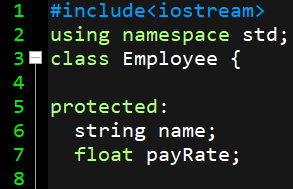 1 #include<iostream>
2 using namespace std;
3 class Employee {
4
5 protected:
6 string name;
7 float payRate;
8